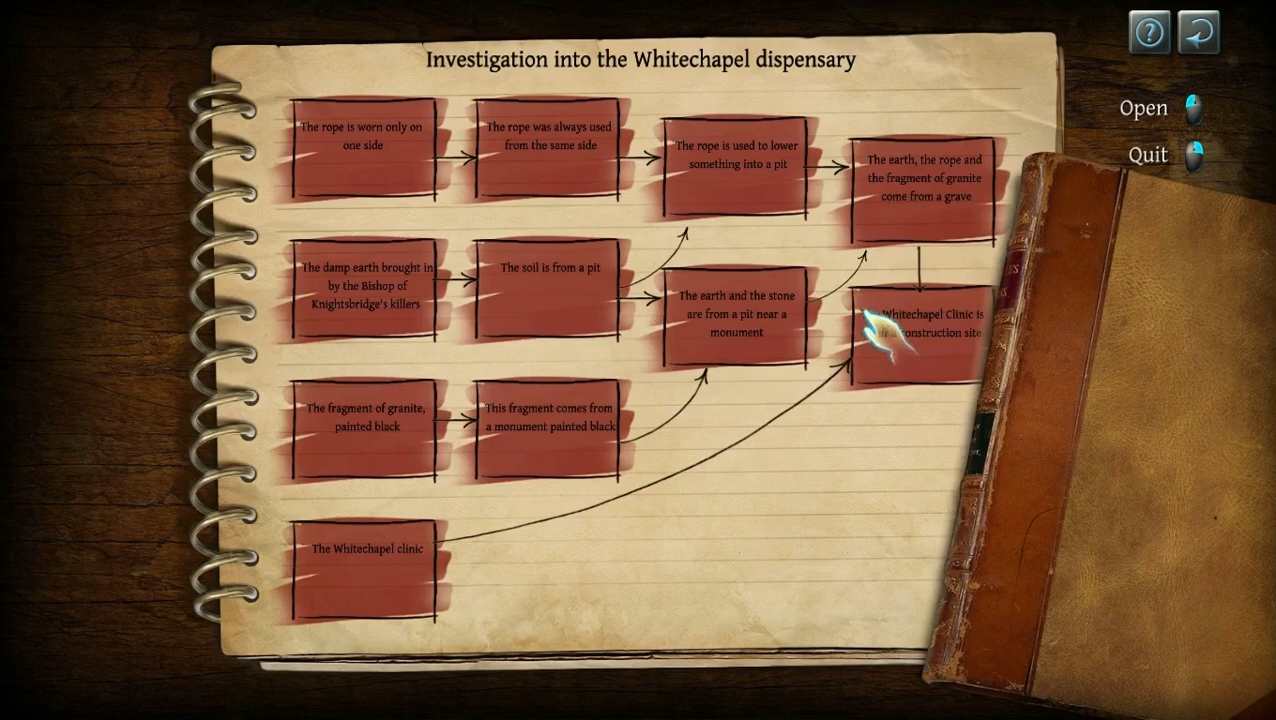 Investigation into the Whitechapel dispensary
Open
Quit
The rope is worn only on
one side
The rope was always used
from the same side
The rope is used to lower
something into a pit
The earth, the rope and
the fragment of granite
come from a grave
The damp earth brought in
by the Bishop of
Knightsbridge's killers
The soil is from a pit
The earth and the stone
are from a pit near a
monument
Whitechapel Clinic is
construction site
The fragment of granite,
painted black
This fragment comes from
a monument painted black
The Whitechapel clinic